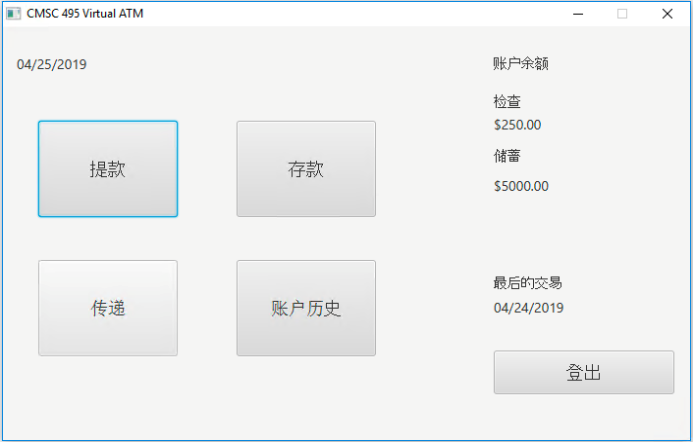 CMSC 495 Virtual ATM
04/25/2019
账户余额
检查
$250.00
储蓄
$5000.00
提款
存款
传递
账户历史
最后的交易
04/24/2019
登出